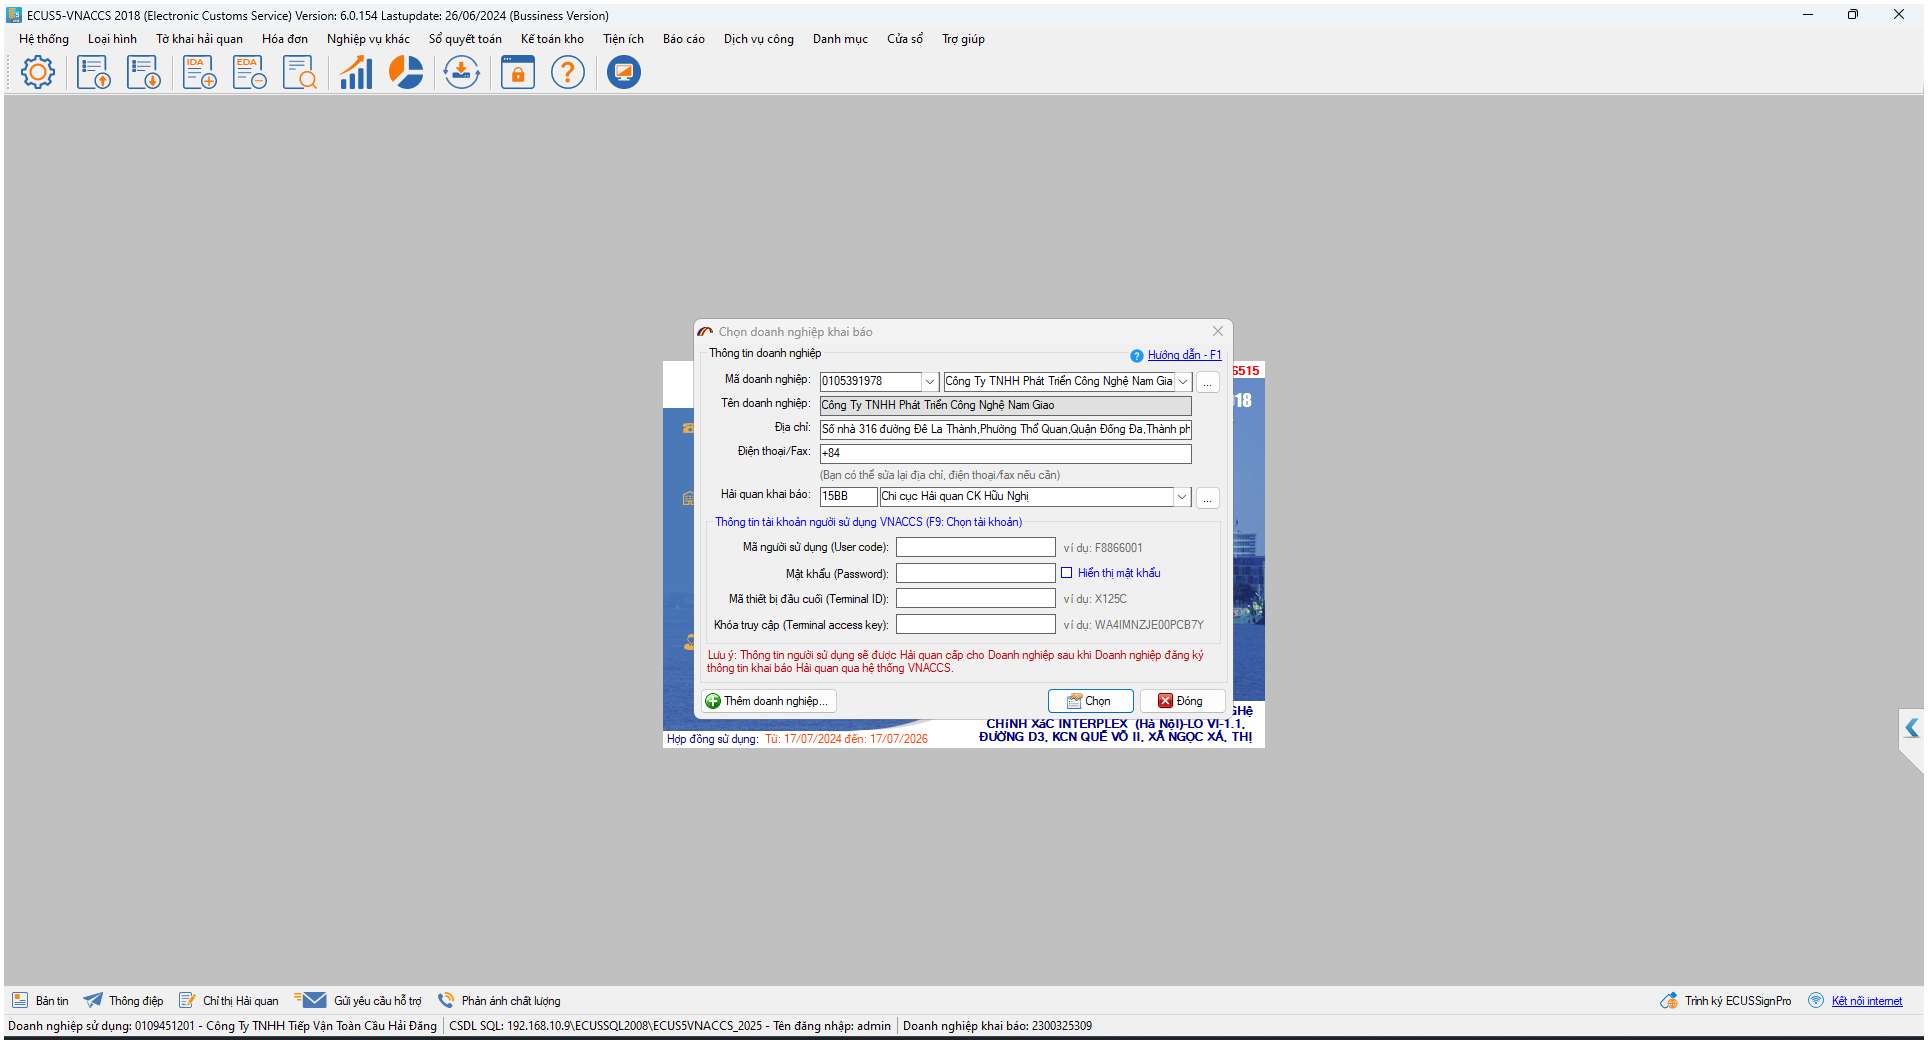 ECUS5-VNACCS 2018 (Electronic Customs Service) Version: 6.0.154 Lastupdate: 26/06/2024 (Bussiness Version)
Hệ thống Loại hình Tờ khai hải quan Hóa đơn Nghiệp vụ khác Sổ quyết toán Kế toán kho Tiện ích Báo cáo Dịch vụ công Danh mục Cửa sổ Trợ giúp
IDA EDA
Chọn doanh nghiệp khai báo
Thông tin doanh nghiệp
Hướng dẫn - F1
6515
Mã doanh nghiệp: 0105391978 Công Ty TNHH Phát Triển Công Nghệ Nam Gia ...
Tên doanh nghiệp: Công Ty TNHH Phát Triển Công Nghệ Nam Giao
18
Địa chỉ: Số nhà 316 đường Đê La Thành,Phường Thổ Quan,Quận Đống Đa,Thành ph
Điện thoại/Fax: +84
(Bạn có thể sửa lại địa chỉ, điện thoại/fax nếu cần)
Hải quan khai báo: 15BB Chi cục Hải quan CK Hữu Nghị ...
Thông tin tài khoản người sử dụng VNACCS (F9: Chọn tài khoản)
Mã người sử dụng (User code): ví dụ: F8866001
Mật khẩu (Password): Hiển thị mật khẩu
Mã thiết bị đầu cuối (Terminal ID): ví dụ: X125C
Khóa truy cập (Terminal access key): ví dụ: WA4IMNZJE00PCB7Y
Lưu ý: Thông tin người sử dụng sẽ được Hải quan cấp cho Doanh nghiệp sau khi Doanh nghiệp đăng ký
thông tin khai báo Hải quan qua hệ thống VNACCS.
Thêm doanh nghiệp... Chọn Đóng
GHệ
CHíNH XáC INTERPLEX (Hà NộI)-LO VI-1.1,
ĐƯỜNG D3, KCN QUẾ VÕ II, XÃ NGỌC XÁ, THỊ
Hợp đồng sử dụng: Từ: 17/07/2024 đến: 17/07/2026
Bản tin Thông điệp Chỉ thị Hải quan Gửi yêu cầu hỗ trợ Phản ánh chất lượng Trình ký ECUSSignPro Kết nối internet
Doanh nghiệp sử dụng: 0109451201 - Công Ty TNHH Tiếp Vận Toàn Cầu Hải Đăng CSDL SQL: 192.168.10.9\ECUSSQL2008\ECUS5VNACCS_2025 - Tên đăng nhập: admin Doanh nghiệp khai báo: 2300325309